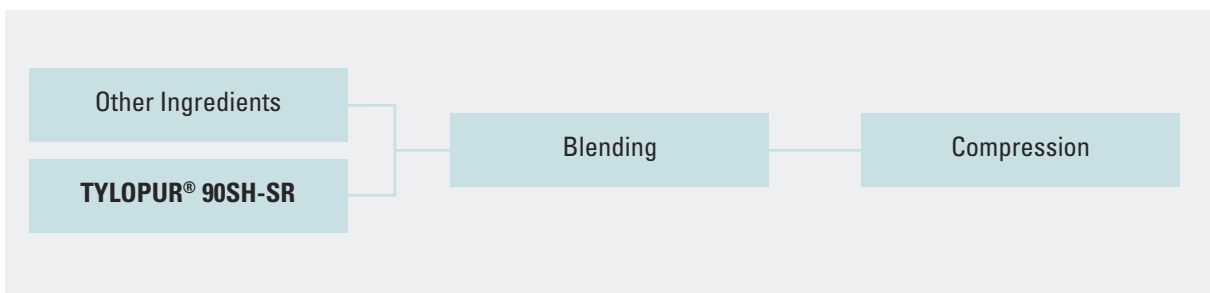 Other Ingredients
TYLOPUR® 90SH-SR
Blending
Compression